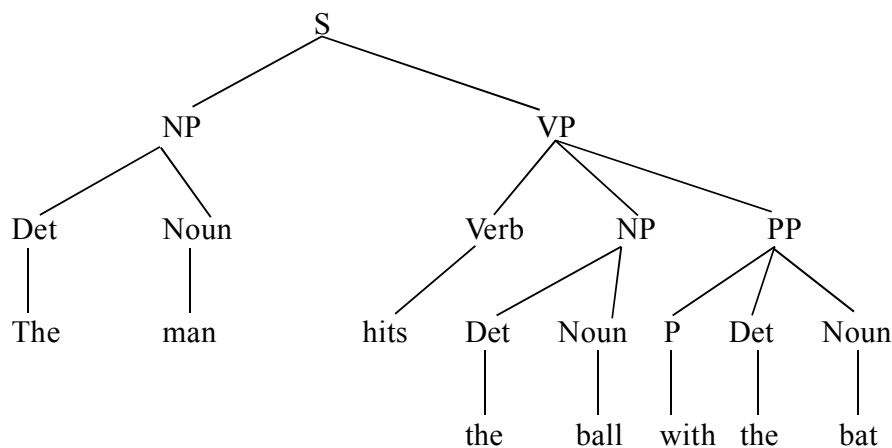 S
NP VP
Det Noun Verb NP PP
The man hits Det Noun P Det Noun
the ball with the bat